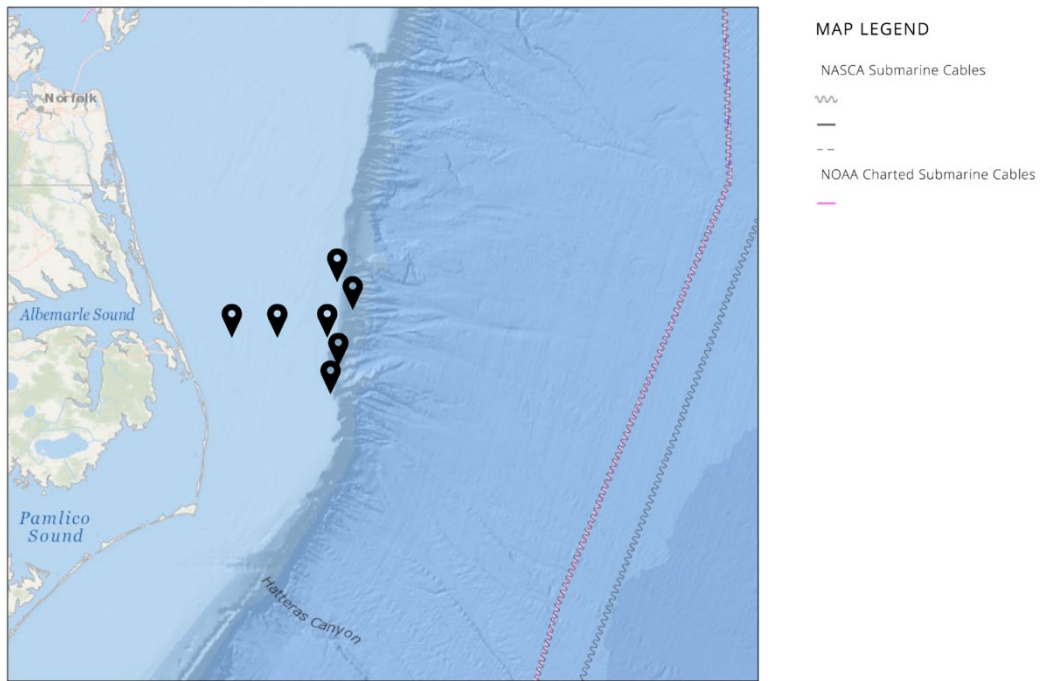 MAP LEGEND
NASCA Submarine Cables
NOAA Charted Submarine Cables
Norfolk
Albemarle Sound
Pamlico
Sound
Hatteras Canyon